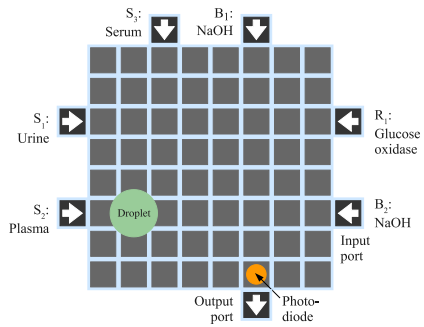 S3:
Serum
B1:
NaOH
S1:
Urine
R1:
Glucose
oxidase
S2:
Plasma
Droplet
B2:
NaOH
Input
port
Output
port
Photo-
diode